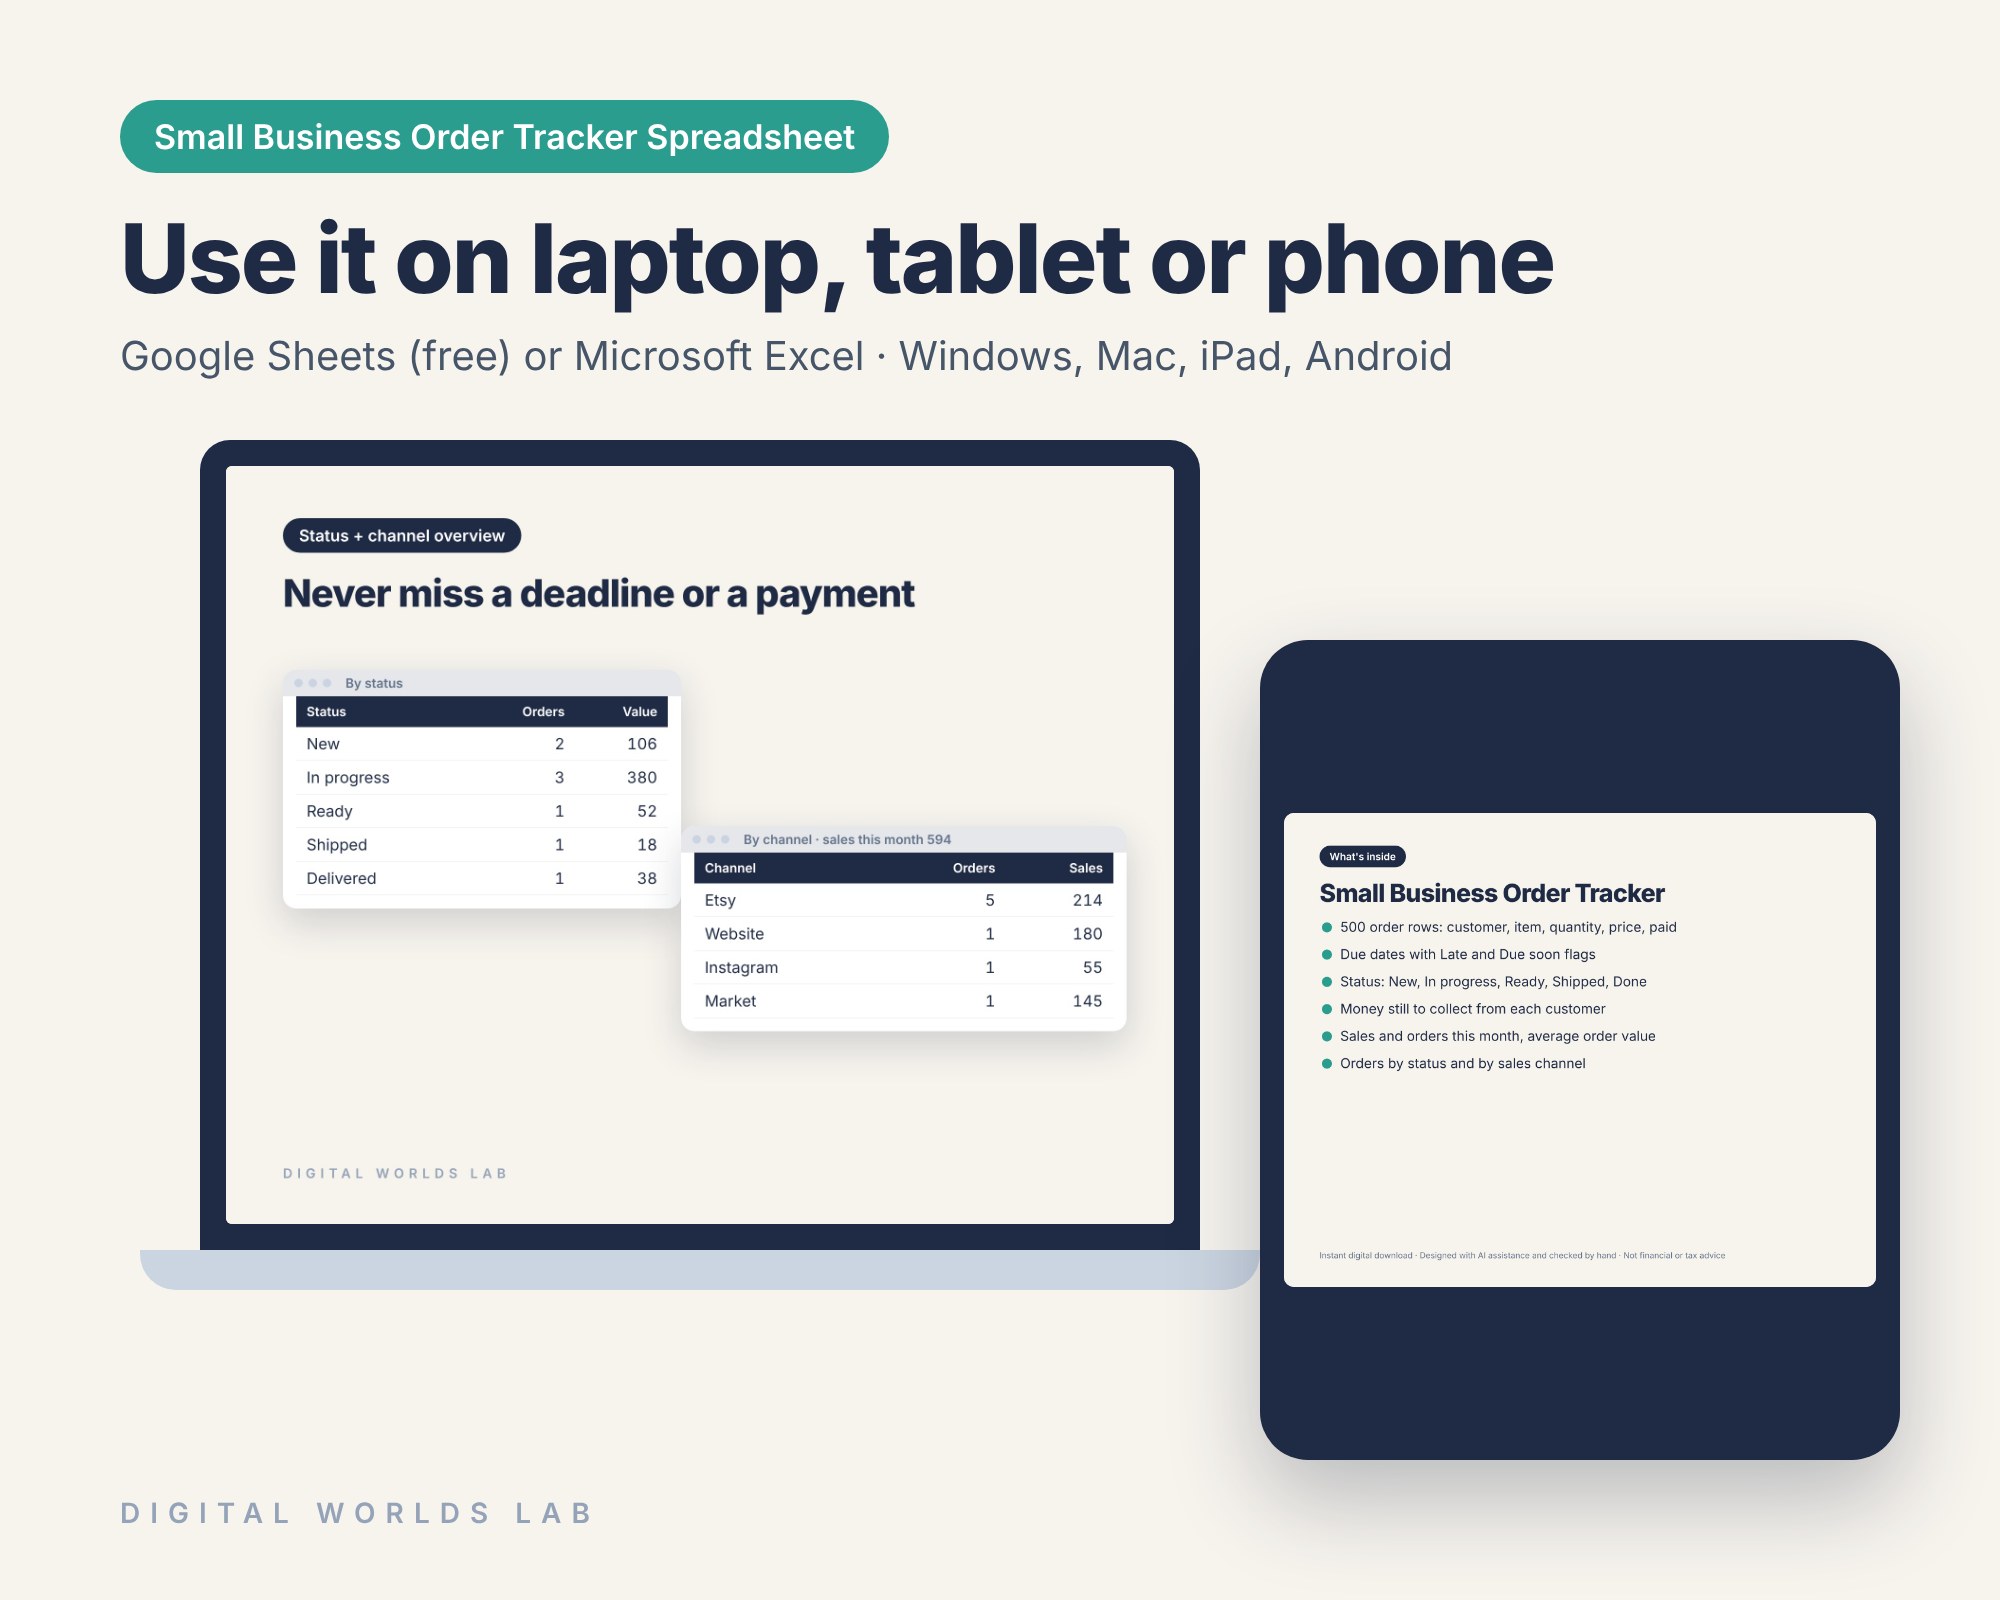 Small Business Order Tracker Spreadsheet
Use it on laptop, tablet or phone
Google Sheets (free) or Microsoft Excel · Windows, Mac, iPad, Android
Status + channel overview
Never miss a deadline or a payment
By status
Status Orders Value
New 2 106
In progress 3 380
Ready 1 52
Shipped 1 18
Delivered 1 38
By channel · sales this month 594
Channel Orders Sales
Etsy 5 214
Website 1 180
Instagram 1 55
Market 1 145
DIGITAL WORLDS LAB
What's inside
Small Business Order Tracker
500 order rows: customer, item, quantity, price, paid
Due dates with Late and Due soon flags
Status: New, In progress, Ready, Shipped, Done
Money still to collect from each customer
Sales and orders this month, average order value
Orders by status and by sales channel
Instant digital download · Designed with AI assistance and checked by hand · Not financial or tax advice
DIGITAL WORLDS LAB